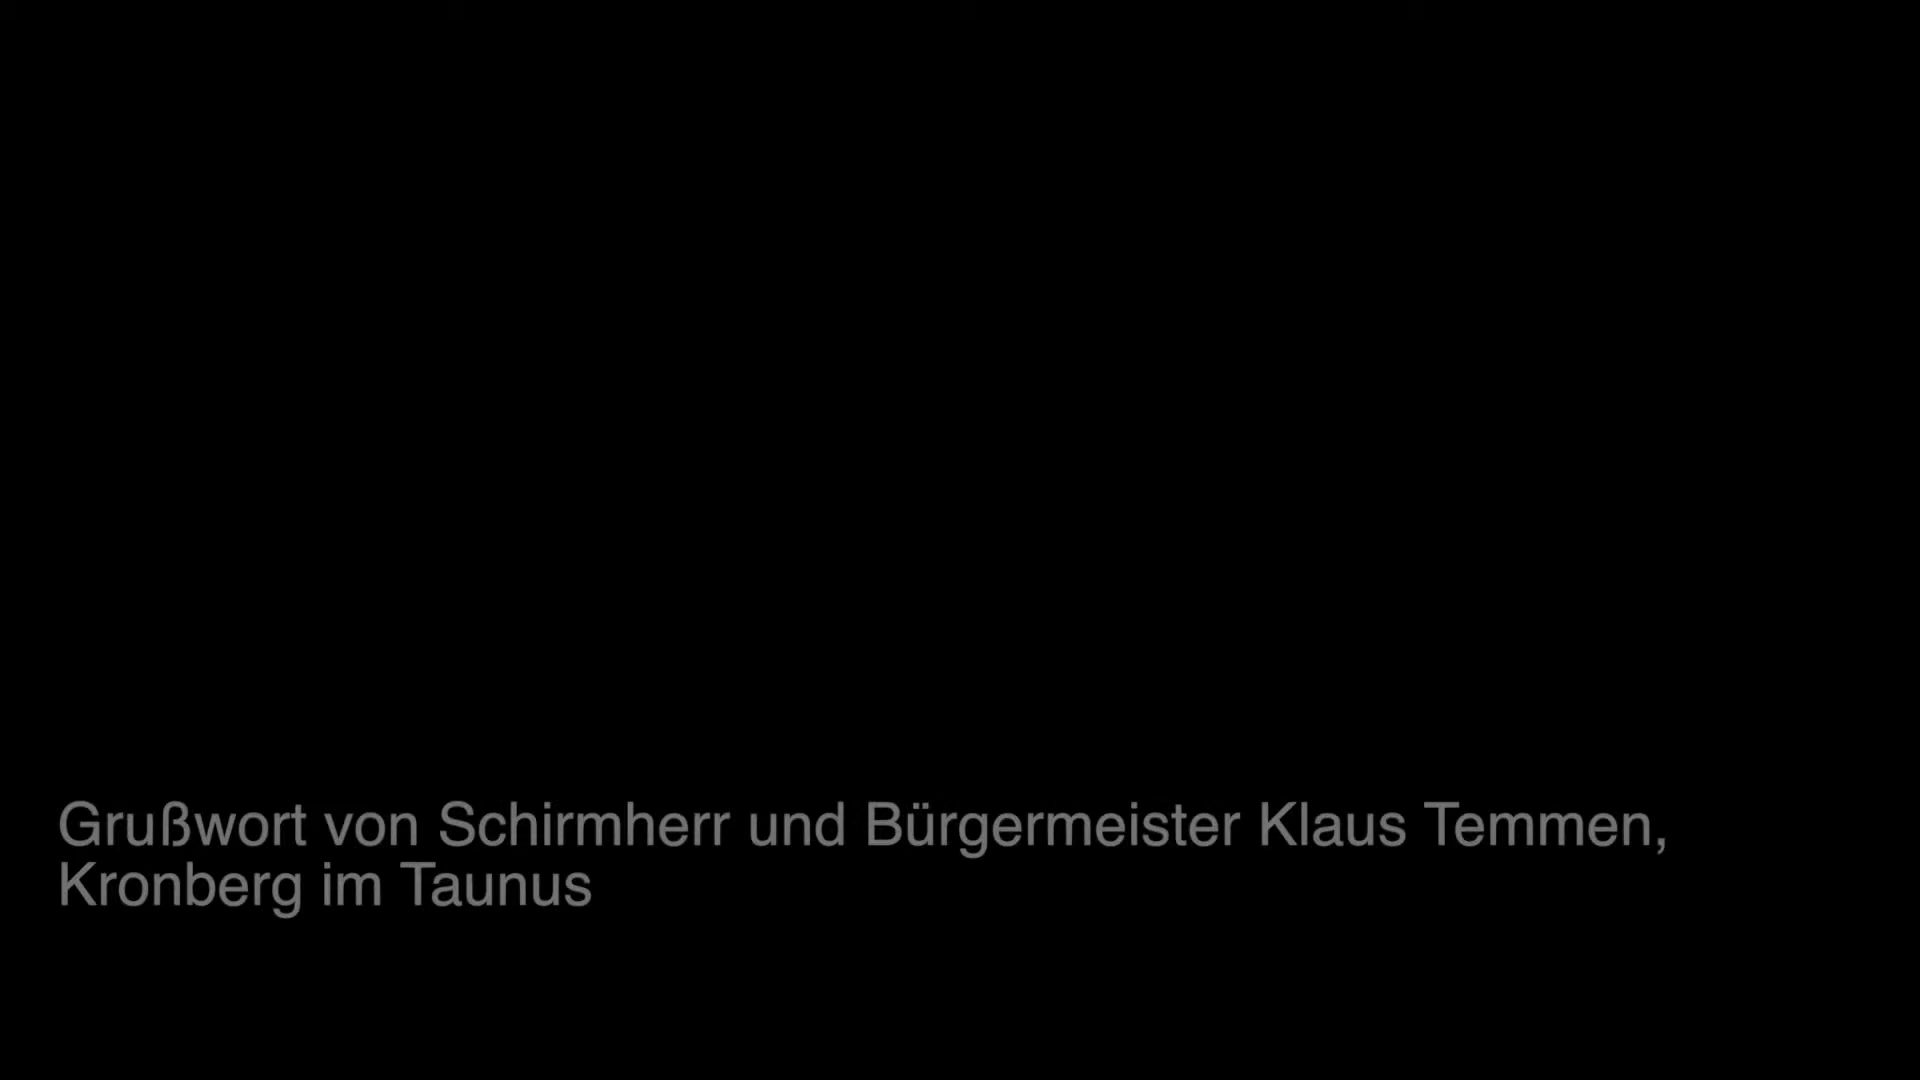 Grußwort von Schirmherr und Bürgermeister Klaus Temmen,
Kronberg im Taunus